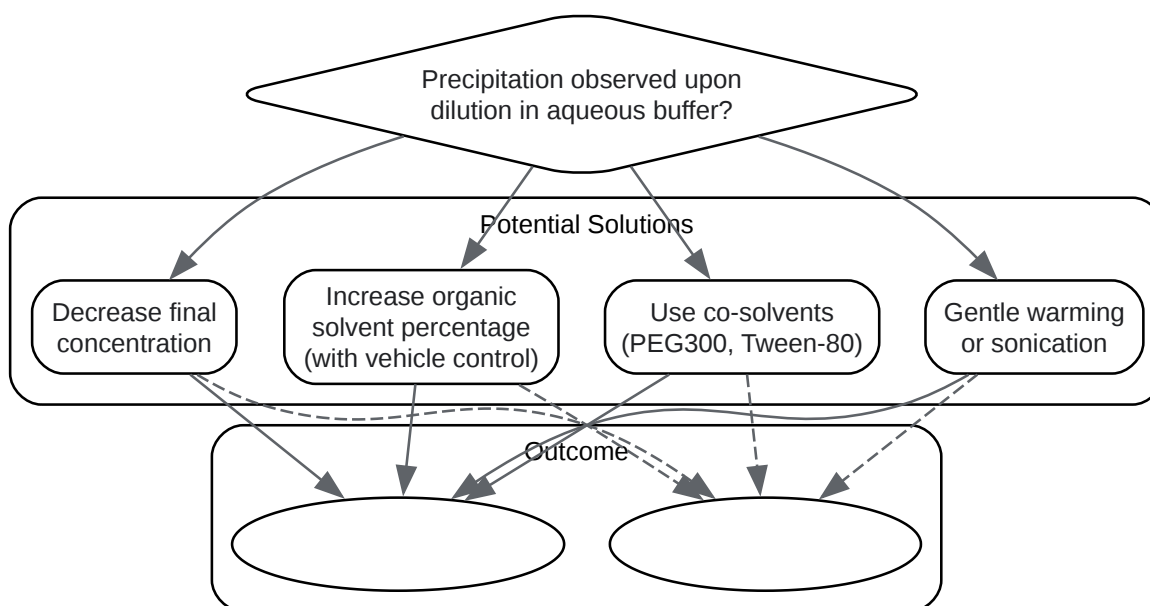 Precipitation observed upon
dilution in aqueous buffer?
Potential Solutions
Decrease final
concentration
Increase organic
solvent percentage
(with vehicle control)
Use co-solvents
(PEG300, Tween-80)
Gentle warming
or sonication
Outcome